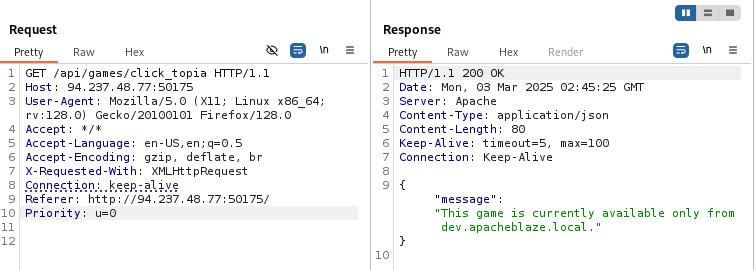 Request
Pretty Raw Hex
\n
1 GET /api/games/click_topia HTTP/1.1
2 Host: 94.237.48.77:50175
3 User-Agent: Mozilla/5.0 (X11; Linux x86_64;
rv:128.0) Gecko/20100101 Firefox/128.0
4 Accept: */*
5 Accept-Language: en-US,en;q=0.5
6 Accept-Encoding: gzip, deflate, br
7 X-Requested-With: XMLHttpRequest
8 Connection: keep-alive
9 Referer: http://94.237.48.77:50175/
10 Priority: u=0
11
12
Response
Pretty Raw Hex Render
\n
1 HTTP/1.1 200 OK
2 Date: Mon, 03 Mar 2025 02:45:25 GMT
3 Server: Apache
4 Content-Type: application/json
5 Content-Length: 80
6 Keep-Alive: timeout=5, max=100
7 Connection: Keep-Alive
8
9 {
"message":
"This game is currently available only from
dev.apacheblaze.local."
}
10